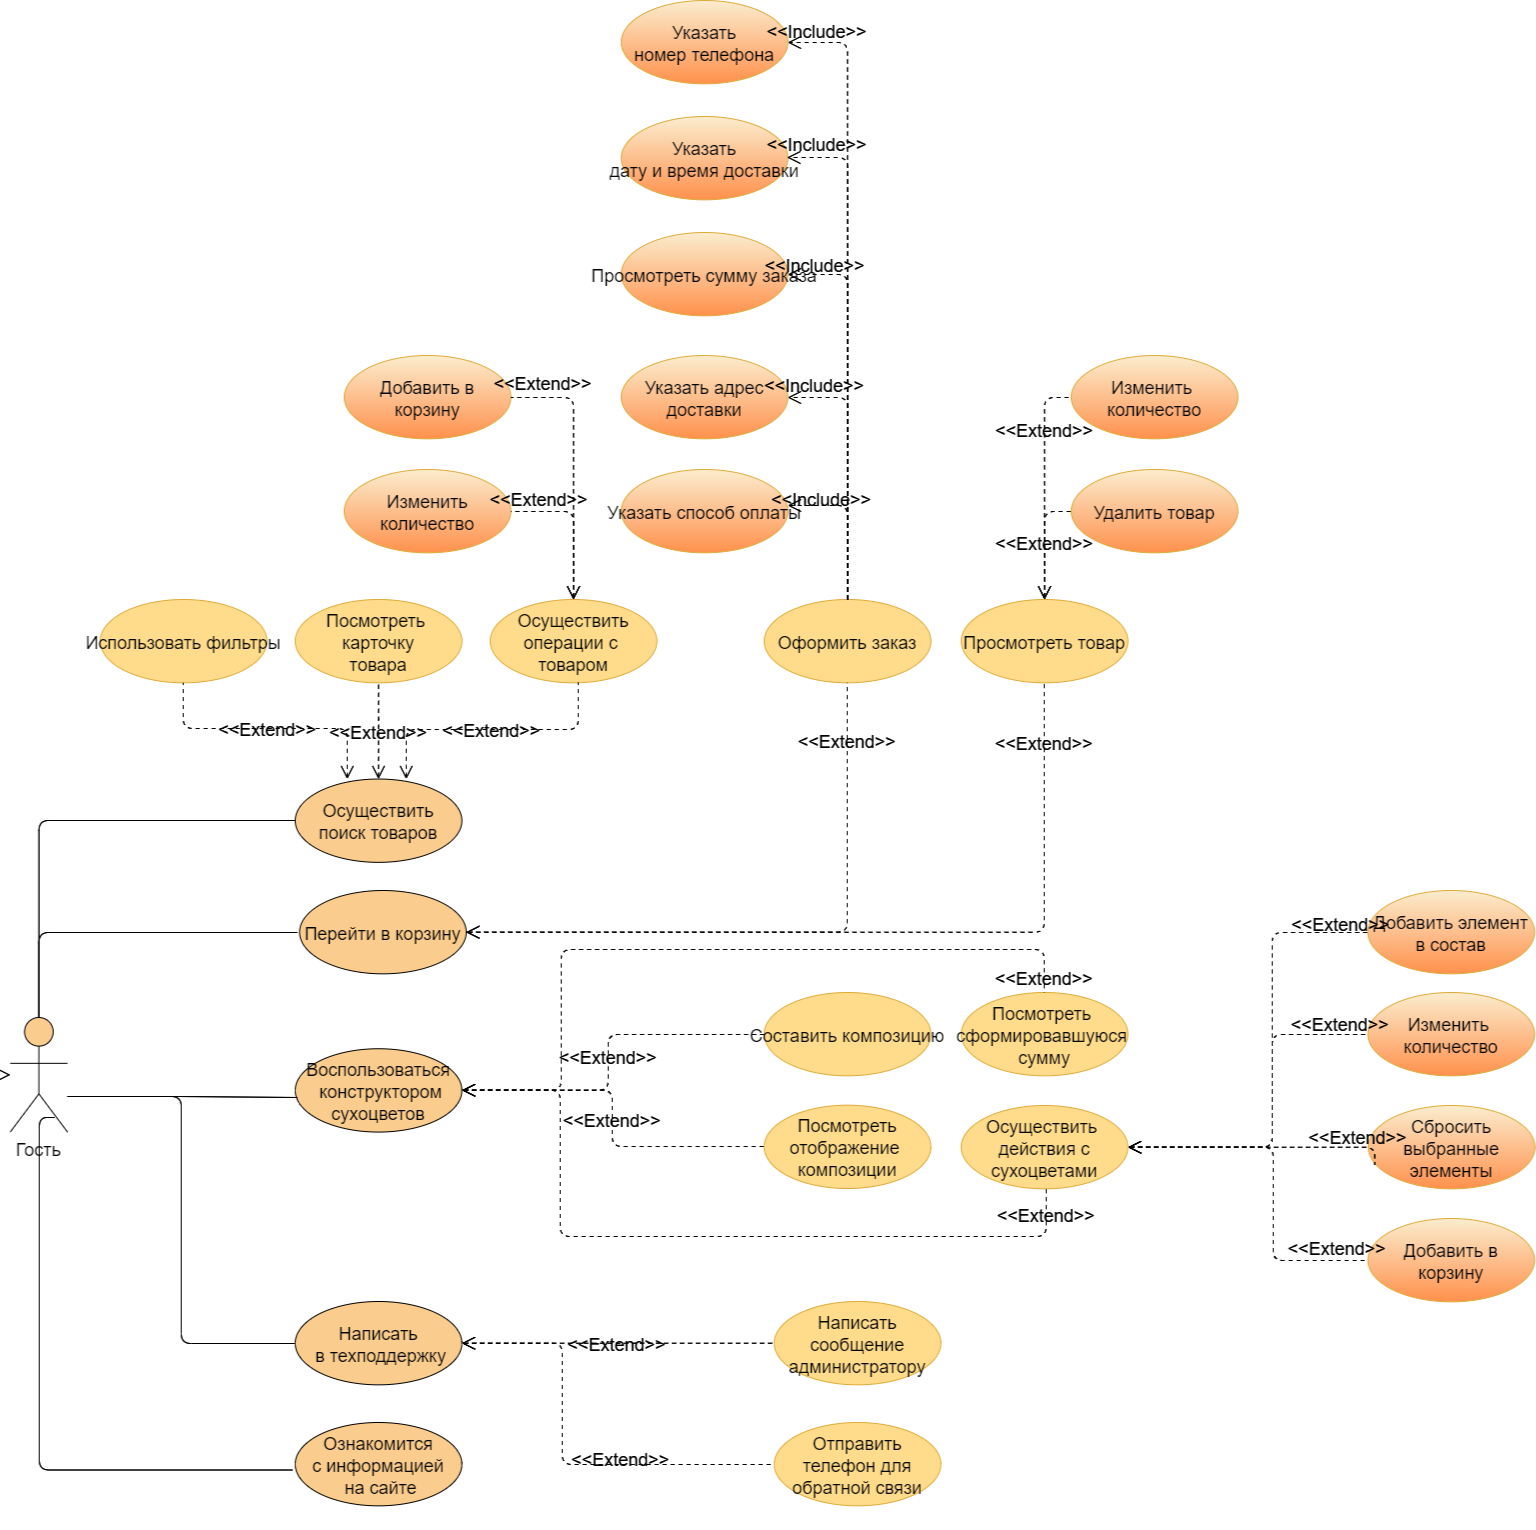 Указать
номер телефона
<<Include>>
Указать
дату и время доставки
<<Include>>
Просмотреть сумму заказа
<<Include>>
Добавить в
корзину
<<Extend>>
Указать адрес
доставки
<<Include>>
Изменить
количество
<<Extend>>
Изменить
количество
<<Extend>>
Указать способ оплаты
<<Include>>
Удалить товар
<<Extend>>
Использовать фильтры
Посмотреть
карточку
товара
Осуществить
операции с
товаром
Оформить заказ
Просмотреть товар
<<Extend>>
<<Extend>>
<<Extend>>
<<Extend>>
<<Extend>>
Осуществить
поиск товаров
Перейти в корзину
<<Extend>>
Добавить элемент
в состав
<<Extend>>
Составить композицию
Посмотреть
сформировавшуюся
сумму
<<Extend>>
Изменить
количество
<<Extend>>
>
Гость
Воспользоваться
конструктором
сухоцветов
<<Extend>>
Посмотреть
отображение
композиции
Осуществить
действия с
сухоцветами
<<Extend>>
Сбросить
выбранные
элементы
<<Extend>>
<<Extend>>
Добавить в
корзину
Написать
в техподдержку
<<Extend>>
Написать
сообщение
администратору
Ознакомится
с информацией
на сайте
<<Extend>>
Отправить
телефон для
обратной связи